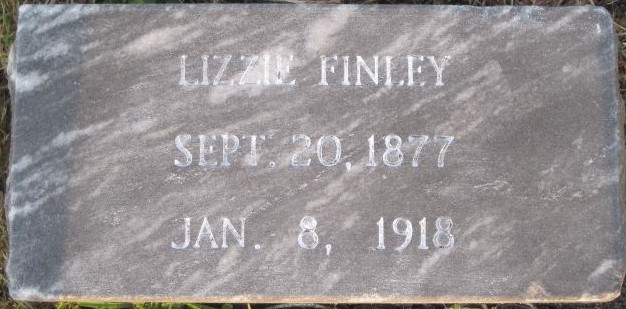 LIZZIE FINLEY
SEPT. 20, 1877
JAN. 8, 1918